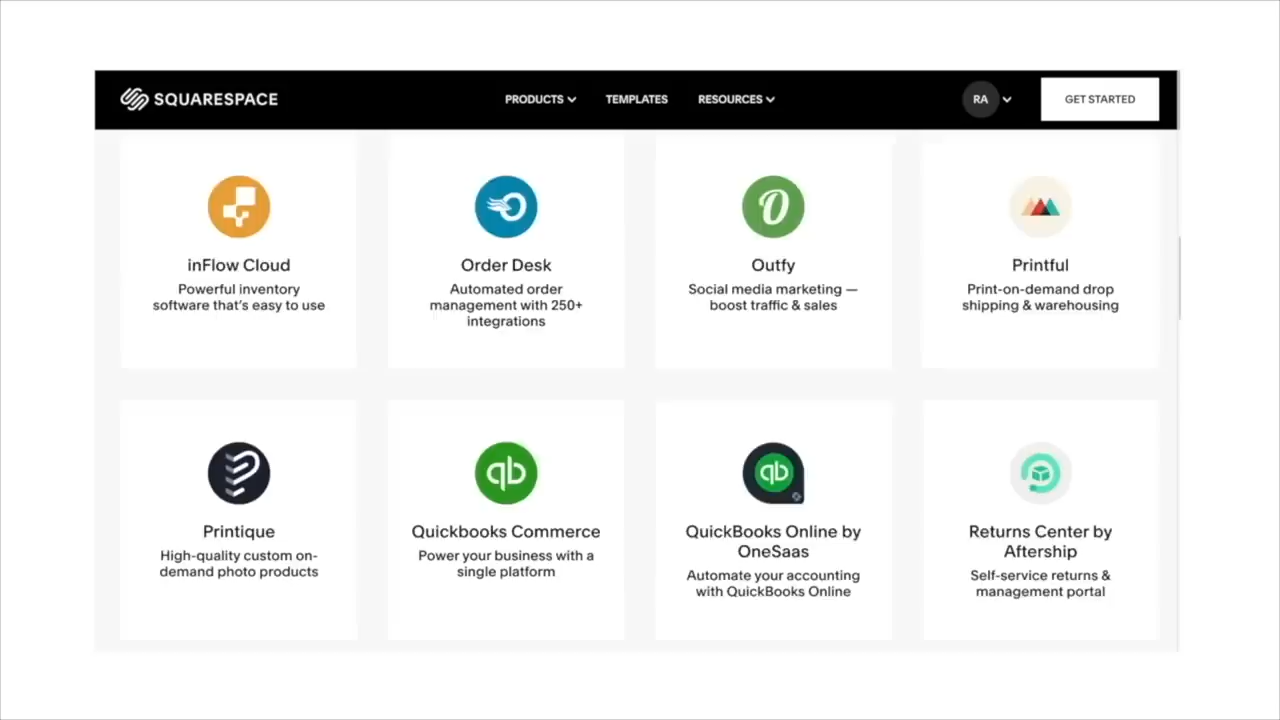 SQUARESPACE
PRODUCTS
TEMPLATES
RESOURCES
RA
GET STARTED
inFlow Cloud
Powerful inventory
software that's easy to use
Order Desk
Automated order
management with 250+
integrations
Outfy
Social media marketing —
boost traffic & sales
Printful
Print-on-demand drop
shipping & warehousing
Printique
High-quality custom on-
demand photo products
qb
Quickbooks Commerce
Power your business with a
single platform
qb
QuickBooks Online by
OneSaas
Automate your accounting
with QuickBooks Online
Returns Center by
Aftership
Self-service returns &
management portal